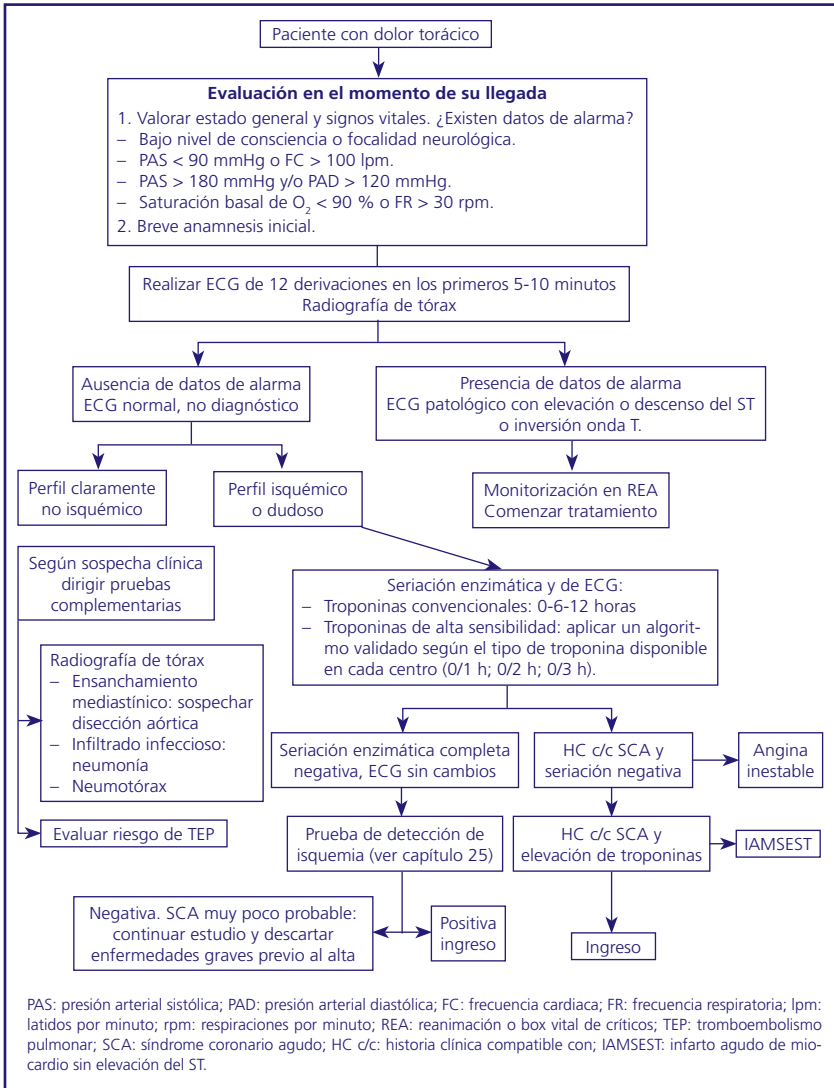 Paciente con dolor torácico
Evaluación en el momento de su llegada
1. Valorar estado general y signos vitales. ¿Existen datos de alarma?
– Bajo nivel de consciencia o focalidad neurológica.
– PAS < 90 mmHg o FC > 100 lpm.
– PAS > 180 mmHg y/o PAD > 120 mmHg.
– Saturación basal de O₂ < 90 % o FR > 30 rpm.
2. Breve anamnesis inicial.
Realizar ECG de 12 derivaciones en los primeros 5-10 minutos
Radiografía de tórax
Ausencia de datos de alarma
ECG normal, no diagnóstico
Presencia de datos de alarma
ECG patológico con elevación o descenso del ST
o inversión onda T.
Perfil claramente
no isquémico
Perfil isquémico
o dudoso
Monitorización en REA
Comenzar tratamiento
Según sospecha clínica
dirigir pruebas
complementarias
Radiografía de tórax
– Ensanchamiento
mediastínico: sospechar
disección aórtica
– Infiltrado infeccioso:
neumonía
– Neumotórax
Evaluar riesgo de TEP
Seriación enzimática y de ECG:
– Troponinas convencionales: 0-6-12 horas
– Troponinas de alta sensibilidad: aplicar un algorit-
mo validado según el tipo de troponina disponible
en cada centro (0/1 h; 0/2 h; 0/3 h).
Seriación enzimática completa
negativa, ECG sin cambios
HC c/c SCA y
seriación negativa
Angina
inestable
Prueba de detección de
isquemia (ver capítulo 25)
HC c/c SCA y
elevación de troponinas
IAMSEST
Negativa. SCA muy poco probable:
continuar estudio y descartar
enfermedades graves previo al alta
Positiva
ingreso
Ingreso
PAS: presión arterial sistólica; PAD: presión arterial diastólica; FC: frecuencia cardiaca; FR: frecuencia respiratoria; lpm:
latidos por minuto; rpm: respiraciones por minuto; REA: reanimación o box vital de críticos; TEP: tromboembolismo
pulmonar; SCA: síndrome coronario agudo; HC c/c: historia clínica compatible con; IAMSEST: infarto agudo de mio-
cardio sin elevación del ST.